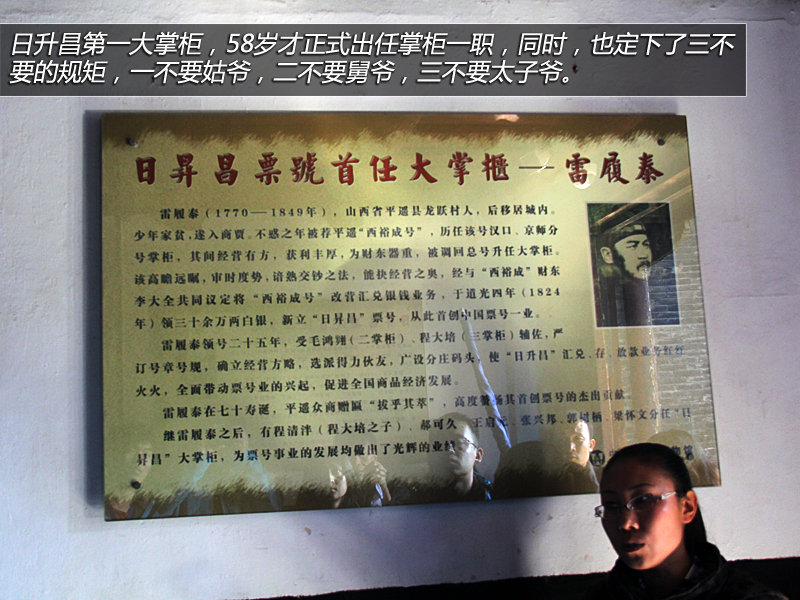 日升昌第一大掌柜，58岁才正式出任掌柜一职，同时，也定下了三不
要的规矩，一不要姑爷，二不要舅爷，三不要太子爷。
日昇昌票號首任大掌櫃—雷履泰
雷履泰（1770—1849年），山西省平遥县龙跃村人，后移居城内。
少年家贫，遂入商贾。不惑之年被荐平遥“西裕成号”，历任该号汉口、京师分
号掌柜，其间经营有方，获利丰厚，为财东器重，被调回总号升任大掌柜。
该高瞻远瞩，审时度势，谙熟交钞之法，能抉经营之奥，经与“西裕成”财东
李大全共同议定将“西裕成号”改营汇兑银钱业务，于道光四年（1824
年）领三十余万两白银，新立“日昇昌”票号，从此首创中国票号一业。
雷履泰领号二十五年，受毛鸿翙（二掌柜）、程大培（三掌柜）辅佐，严
订号章号规，确立经营方略，选派得力伙友，广设分庄码头，使“日升昌”汇兑、存、放款业务红红
火火，全面带动票号业的兴起，促进全国商品经济发展。
雷履泰在七十寿诞，平遥众商赠匾“拔乎其萃”，高度赞扬其首创票号的杰出贡献
继雷履泰之后，有程清泮（程大培之子）、郝可久、王启元、张兴邦、郭树柄、梁怀文分任“日
昇昌”大掌柜，为票号事业的发展均做出了光辉的业绩